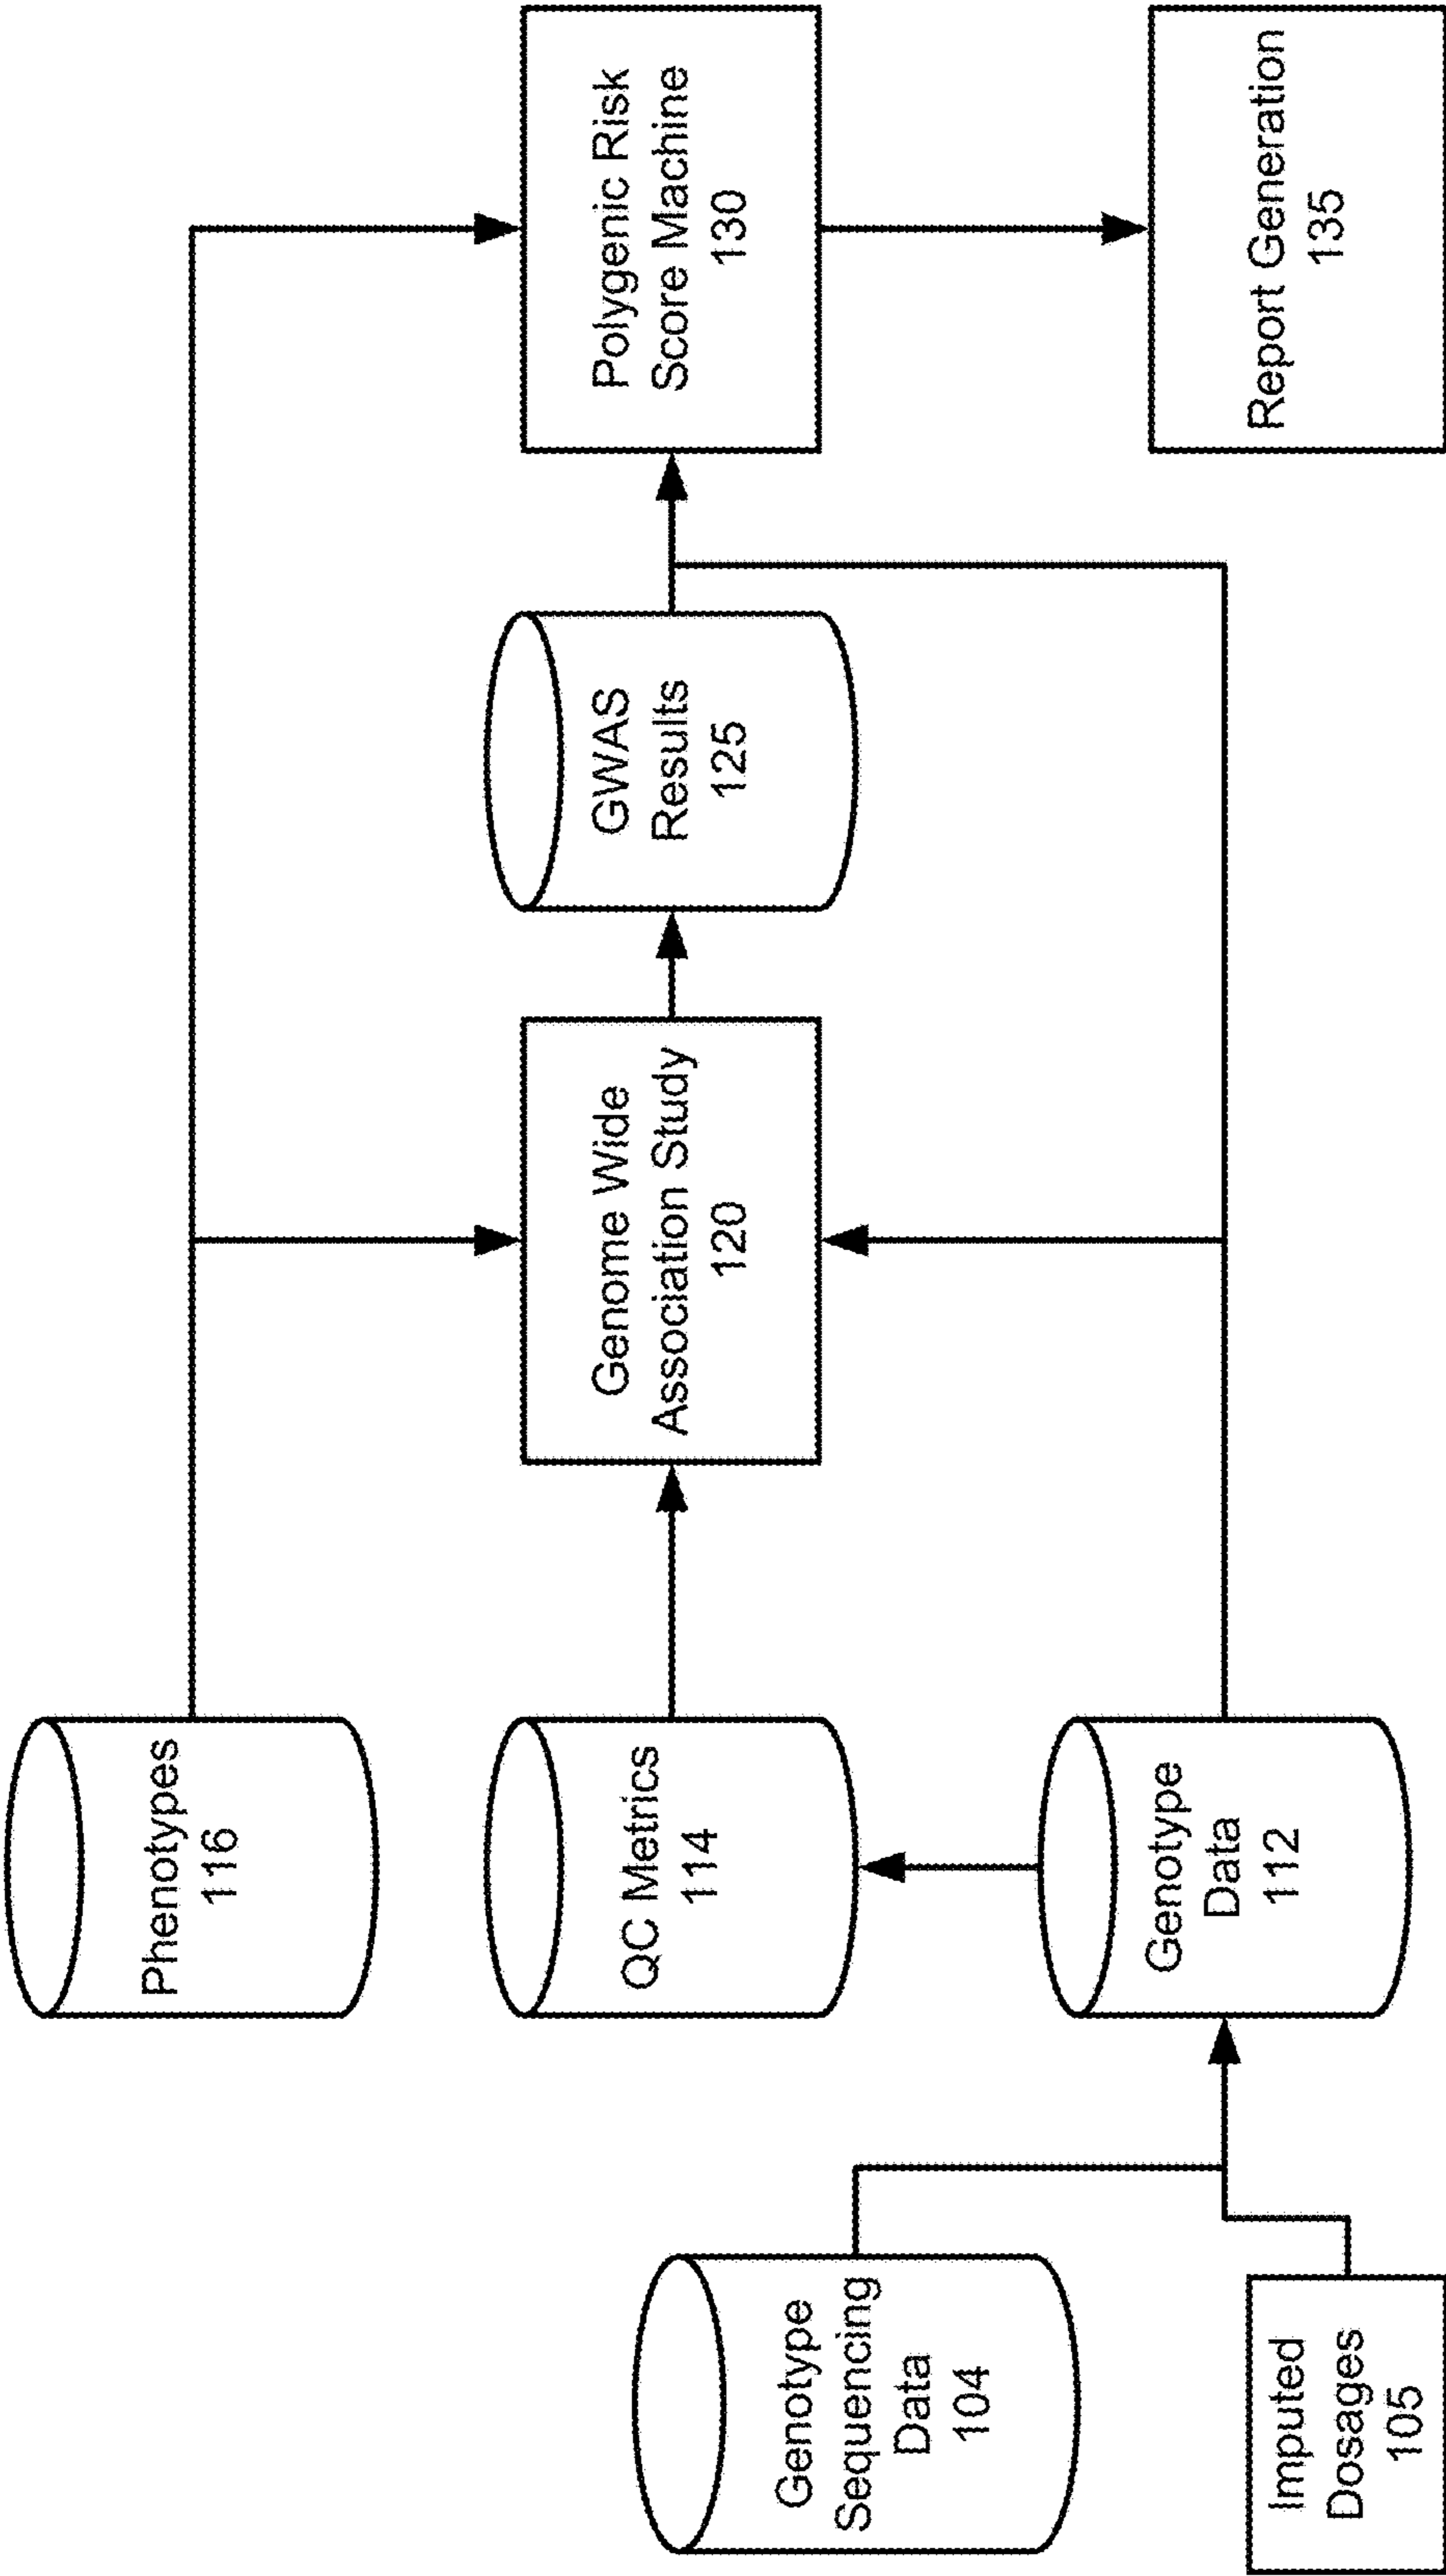 Phenotypes
116
QC Metrics
114
Genotype
Data
112
Genotype
Sequencing
Data
104
Imputed
Dosages
105
Genome Wide
Association Study
120
GWAS
Results
125
Polygenic Risk
Score Machine
130
Report Generation
135